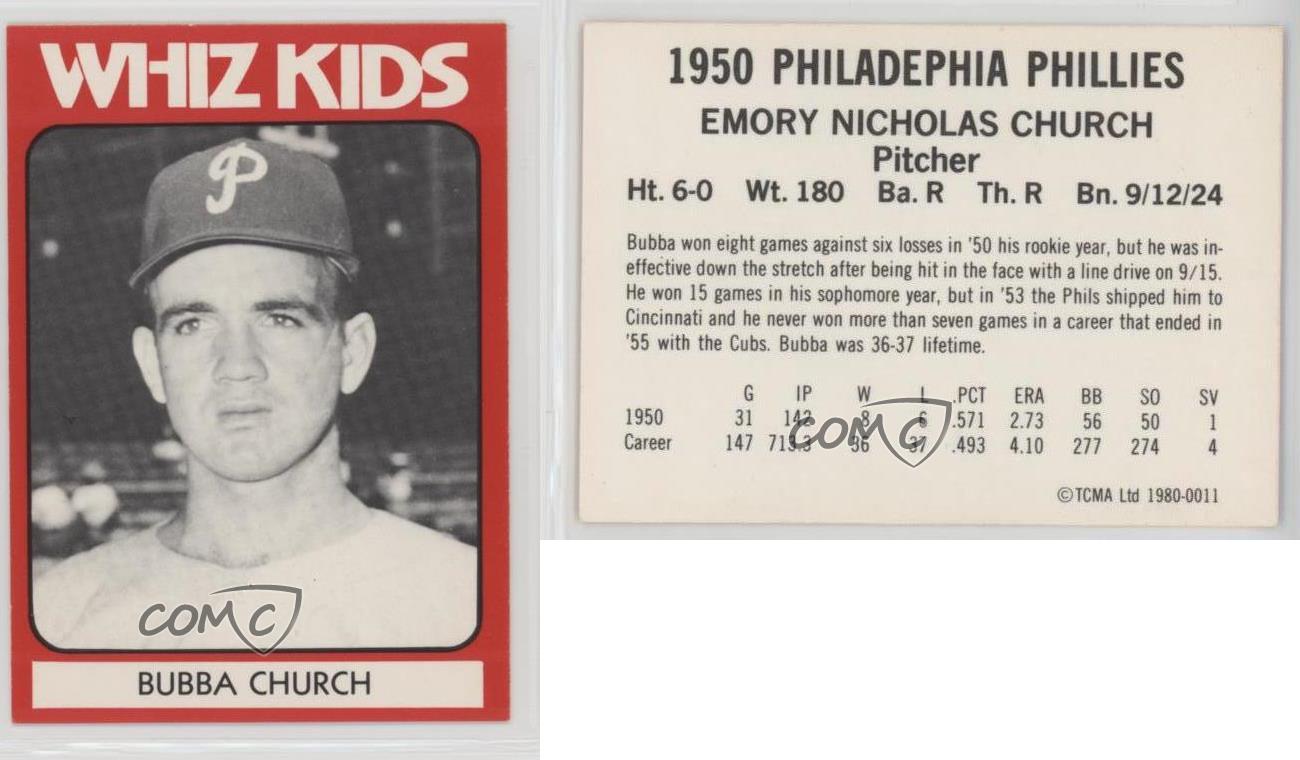 WHIZ KIDS
P
COMC
BUBBA CHURCH
1950 PHILADEPHIA PHILLIES
EMORY NICHOLAS CHURCH
Pitcher
Ht. 6-0 Wt. 180 Ba. R Th. R Bn. 9/12/24
Bubba won eight games against six losses in '50 his rookie year, but he was in-
effective down the stretch after being hit in the face with a line drive on 9/15.
He won 15 games in his sophomore year, but in '53 the Phils shipped him to
Cincinnati and he never won more than seven games in a career that ended in
'55 with the Cubs. Bubba was 36-37 lifetime.
G IP W L .PCT ERA BB SO SV
1950 31 142 8 6 .571 2.73 56 50 1
Career 147 713.3 36 37 .493 4.10 277 274 4
COMC
©TCMA Ltd 1980-0011